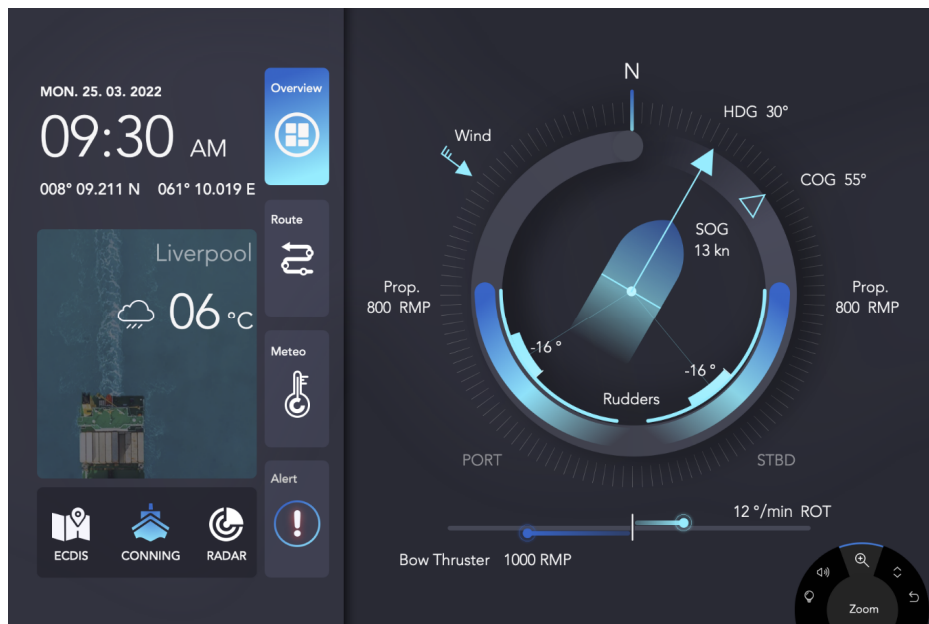 MON. 25. 03. 2022
09:30 AM
008° 09.211 N 061° 10.019 E
Liverpool
06 °C
ECDIS
CONNING
RADAR
Overview
Route
Meteo
Alert
N
Wind
HDG 30°
COG 55°
SOG
13 kn
Prop.
800 RMP
Prop.
800 RMP
-16 °
-16 °
Rudders
PORT
STBD
12 °/min ROT
Bow Thruster 1000 RMP
Zoom